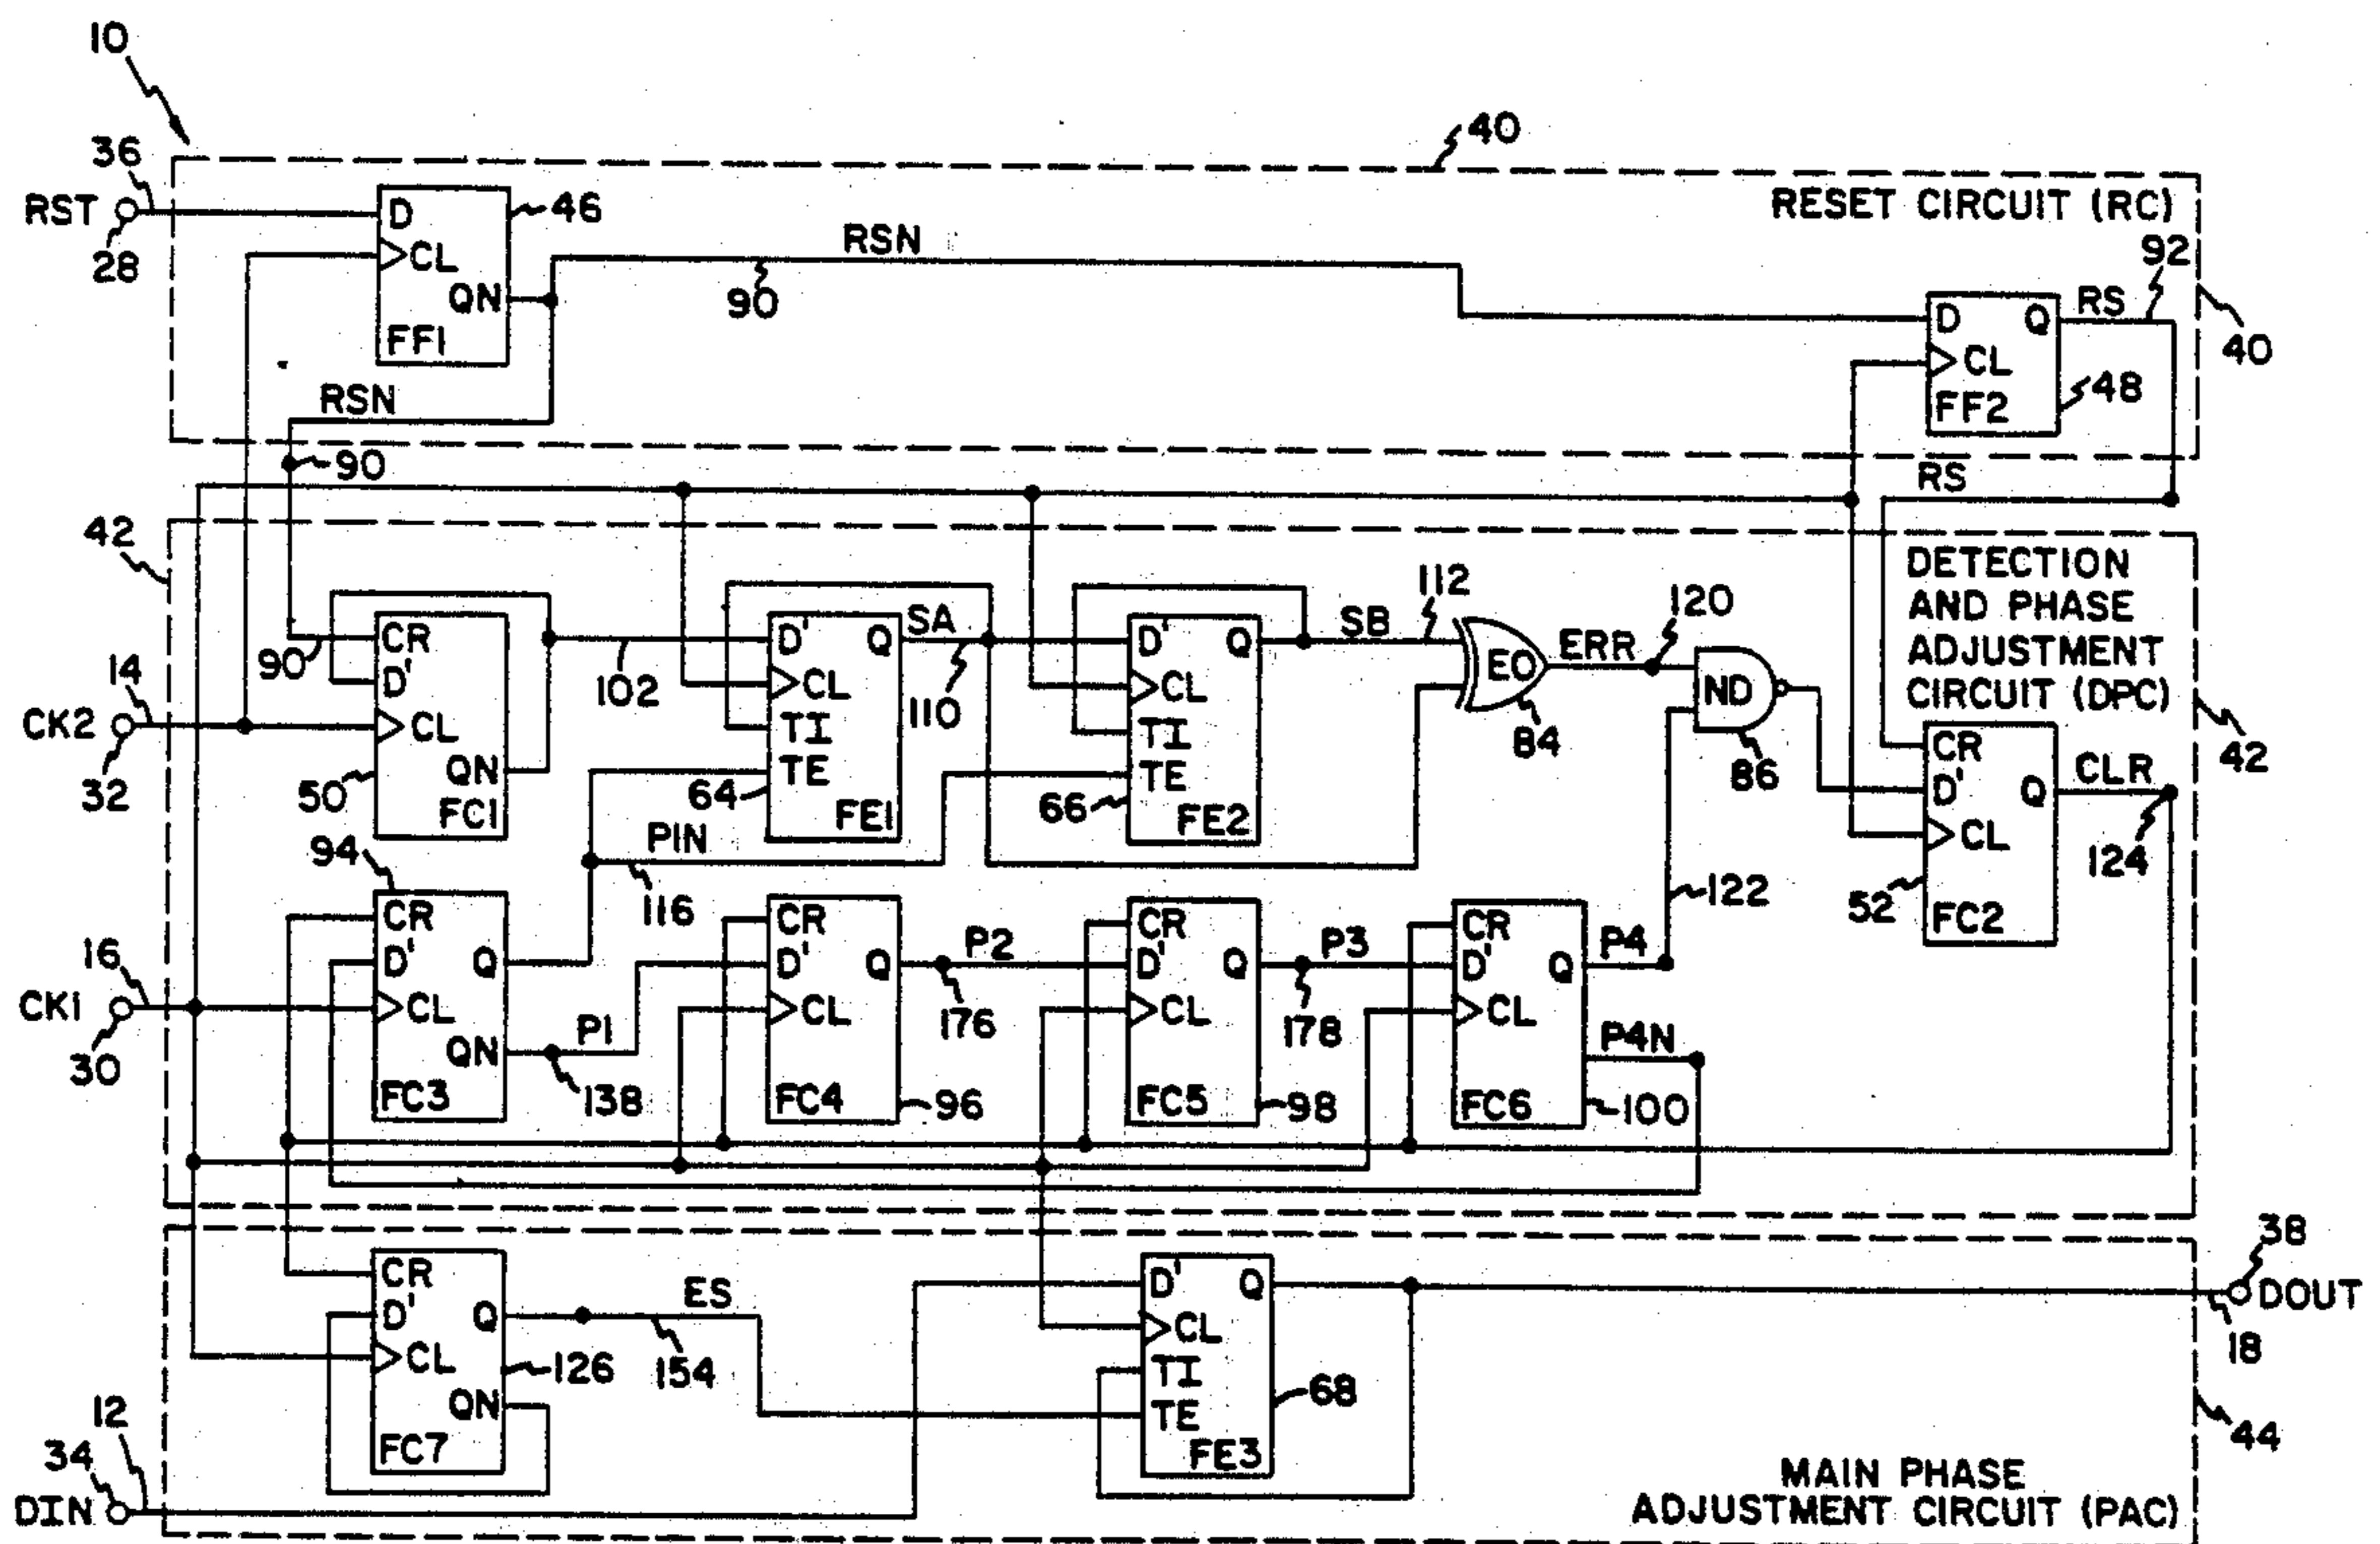 10
40
36
RST
28
D
CL
QN
FF1
46
RSN
90
RESET CIRCUIT (RC)
92
RS
D
Q
CL
FF2
48
40
RSN
90
RS
42
DETECTION
AND PHASE
ADJUSTMENT
CIRCUIT (DPC)
42
14
CK2
32
90
CR
D'
CL
QN
FC1
50
102
D'
Q
CL
TI
TE
FE1
64
SA
110
D'
Q
CL
TI
TE
FE2
66
SB
112
EO
84
ERR
120
ND
86
CR
D'
Q
CL
FC2
52
CLR
124
PIN
116
94
16
CK1
30
CR
D'
Q
CL
QN
FC3
P1
138
CR
D'
Q
CL
FC4
96
P2
176
CR
D'
Q
CL
FC5
98
P3
178
CR
D'
Q
CL
FC6
100
P4
122
P4N
CR
D'
Q
CL
QN
FC7
126
ES
154
D'
Q
CL
TI
TE
FE3
68
38
DOUT
18
44
12
34
DIN
MAIN PHASE
ADJUSTMENT CIRCUIT (PAC)